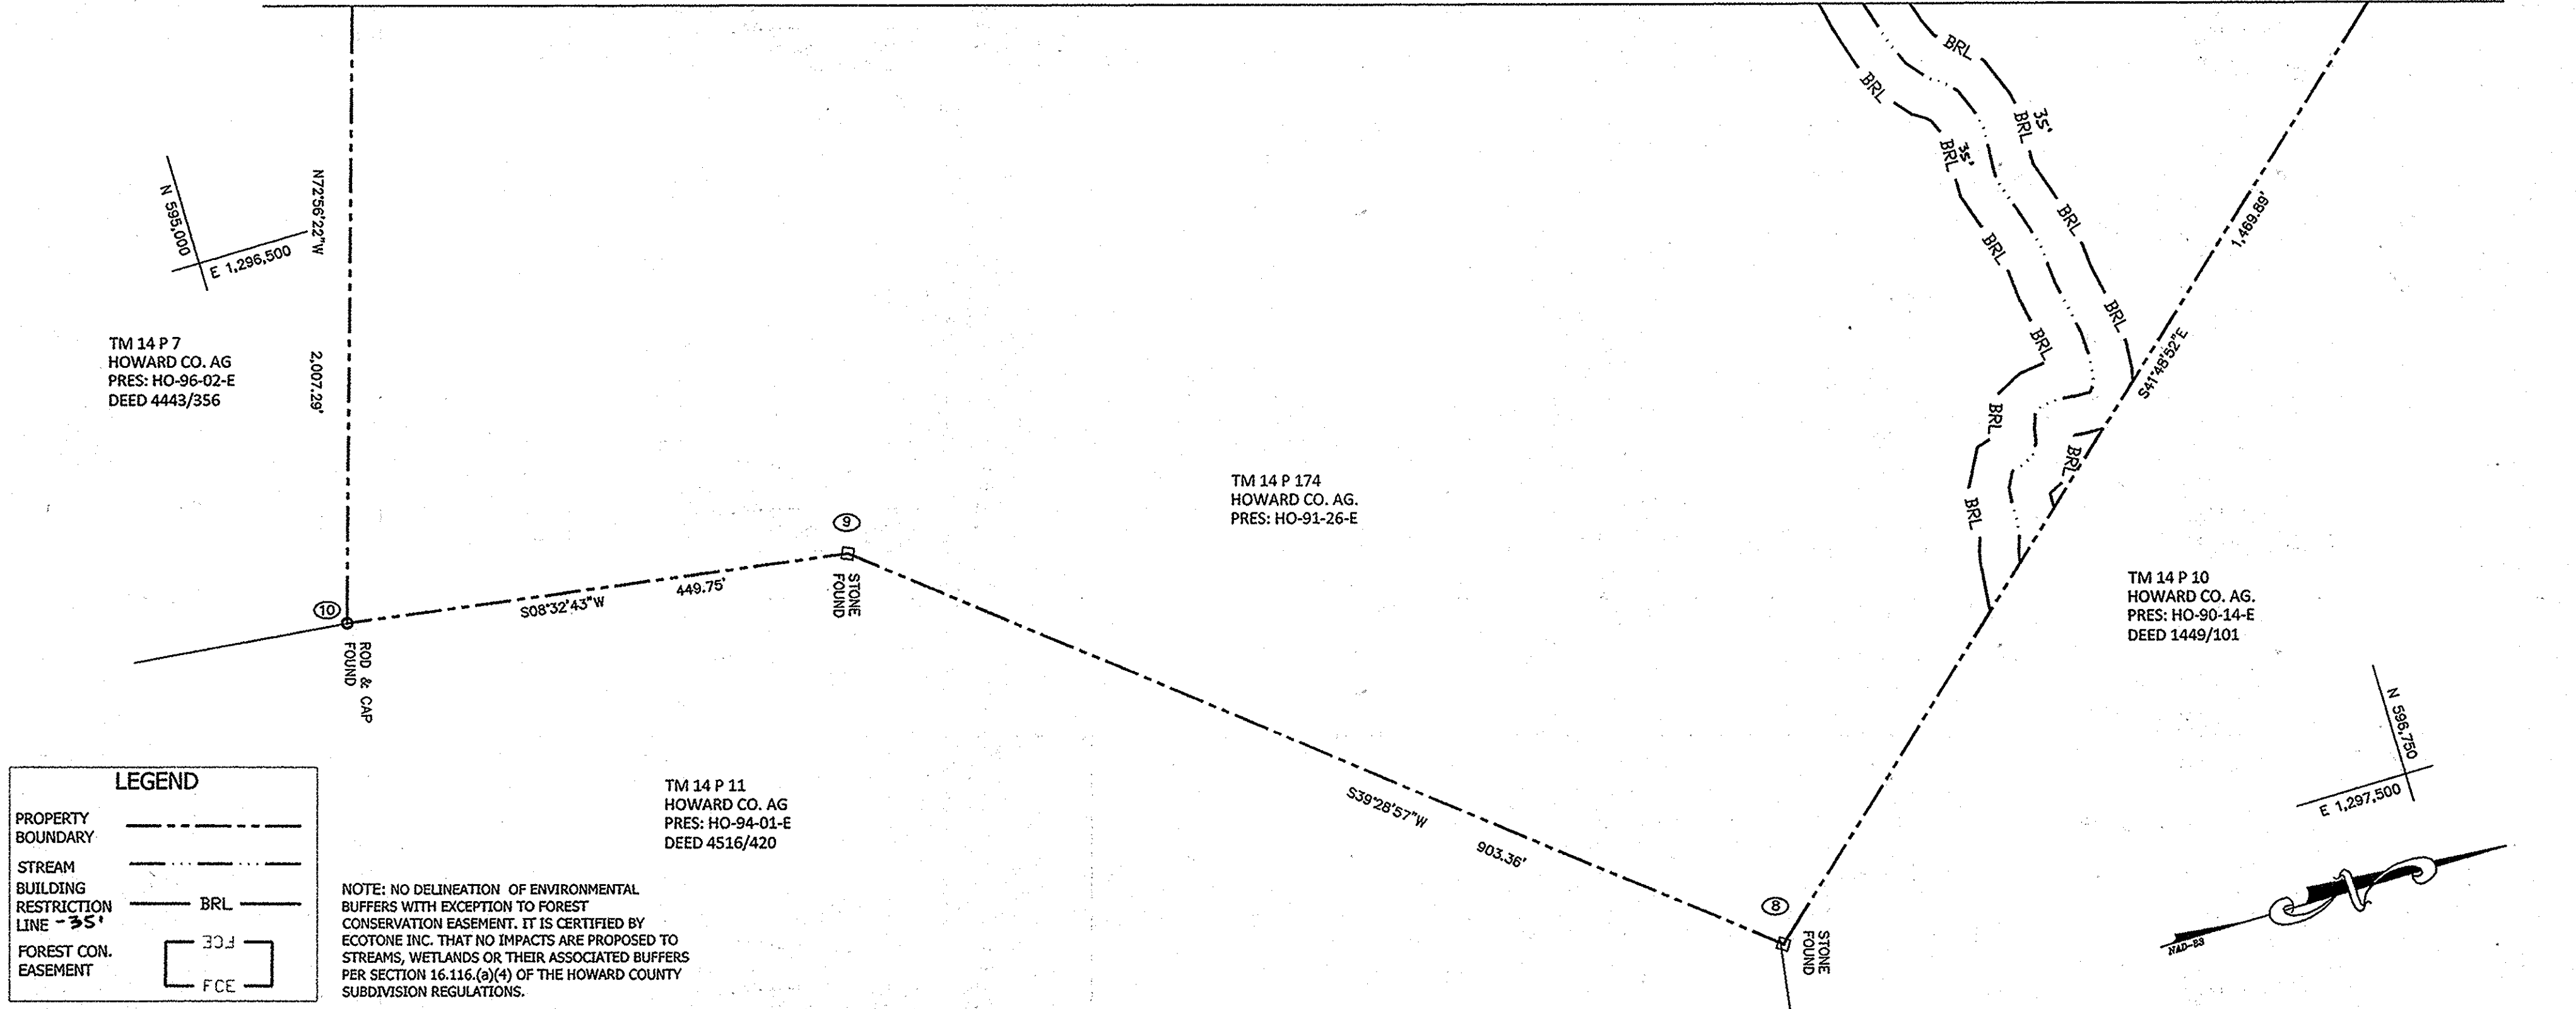 BRL
BRL
35'
BRL
35'
BRL
BRL
BRL
BRL
BRL
BRL
BRL
BRL
1,469.89'
S41°48'52"E
N72°56'22"W
2,007.29'
N 595,000
E 1,296,500
TM 14 P 7
HOWARD CO. AG
PRES: HO-96-02-E
DEED 4443/356
TM 14 P 174
HOWARD CO. AG.
PRES: HO-91-26-E
9
STONE
FOUND
10
S08°32'43"W
449.75'
ROD & CAP
FOUND
TM 14 P 10
HOWARD CO. AG.
PRES: HO-90-14-E
DEED 1449/101
N 596,750
E 1,297,500
TM 14 P 11
HOWARD CO. AG
PRES: HO-94-01-E
DEED 4516/420
S39°28'57"W
903.36'
8
STONE
FOUND
NAD-83
LEGEND
PROPERTY
BOUNDARY
STREAM
BUILDING
RESTRICTION
LINE -35'
BRL
FOREST CON.
EASEMENT
FCE
FCE
NOTE: NO DELINEATION OF ENVIRONMENTAL
BUFFERS WITH EXCEPTION TO FOREST
CONSERVATION EASEMENT. IT IS CERTIFIED BY
ECOTONE INC. THAT NO IMPACTS ARE PROPOSED TO
STREAMS, WETLANDS OR THEIR ASSOCIATED BUFFERS
PER SECTION 16.116.(a)(4) OF THE HOWARD COUNTY
SUBDIVISION REGULATIONS.